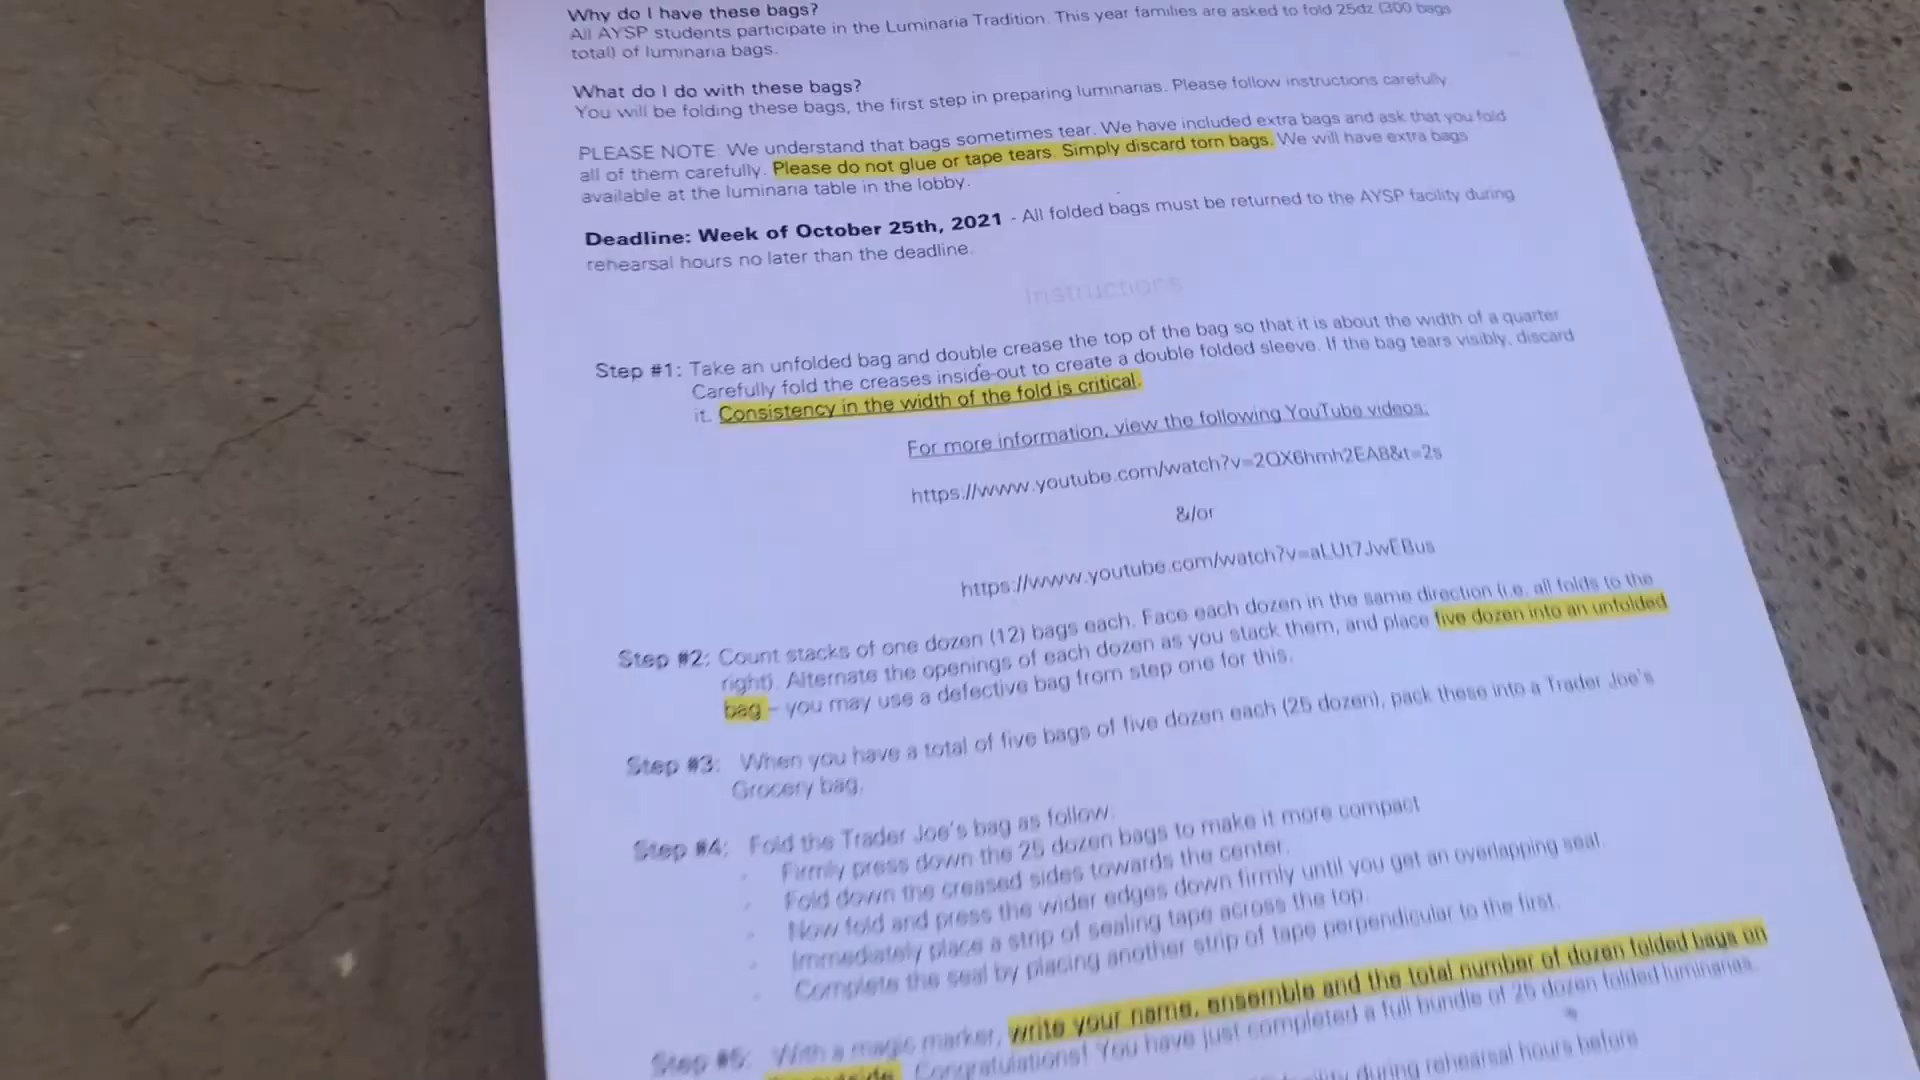 Why do I have these bags?
All AYSP students participate in the Luminaria Tradition. This year families are asked to fold 25dz (300 bags
total) of luminaria bags.
What do I do with these bags?
You will be folding these bags, the first step in preparing luminarias. Please follow instructions carefully
PLEASE NOTE: We understand that bags sometimes tear. We have included extra bags and ask that you fold
all of them carefully. Please do not glue or tape tears. Simply discard torn bags. We will have extra bags
available at the luminaria table in the lobby.
Deadline: Week of October 25th, 2021 - All folded bags must be returned to the AYSP facility during
rehearsal hours no later than the deadline.
Instructions
Step #1: Take an unfolded bag and double crease the top of the bag so that it is about the width of a quarter
Carefully fold the creases inside-out to create a double folded sleeve. If the bag tears visibly, discard
it. Consistency in the width of the fold is critical.
For more information, view the following YouTube videos:
https://www.youtube.com/watch?v=2QX6hmh2EA8&t=2s
&/or
https://www.youtube.com/watch?v=aLUt7JwEBus
Step #2: Count stacks of one dozen (12) bags each. Face each dozen in the same direction (i.e. all folds to the
right). Alternate the openings of each dozen as you stack them, and place five dozen into an unfolded
bag – you may use a defective bag from step one for this.
Step #3: When you have a total of five bags of five dozen each (25 dozen), pack these into a Trader Joe's
Grocery bag.
Step #4: Fold the Trader Joe's bag as follow:
- Firmly press down the 25 dozen bags to make it more compact
- Fold down the creased sides towards the center.
- Now fold and press the wider edges down firmly until you get an overlapping seal.
- Immediately place a strip of sealing tape across the top.
- Complete the seal by placing another strip of tape perpendicular to the first.
Step #5: With a magic marker, write your name, ensemble and the total number of dozen folded bags on
outside. Congratulations! You have just completed a full bundle of 25 dozen folded luminarias.
during rehearsal hours before